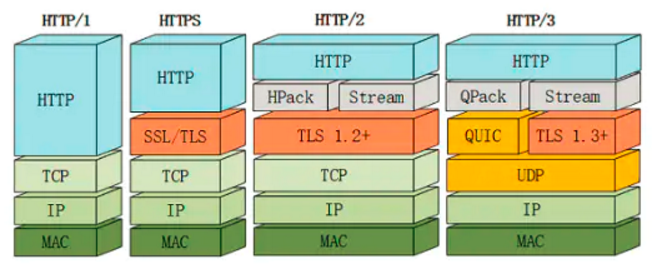 HTTP/1 HTTPS HTTP/2 HTTP/3
HTTP HTTP HTTP HTTP
HPack Stream QPack Stream
SSL/TLS TLS 1.2+ QUIC TLS 1.3+
TCP TCP TCP UDP
IP IP IP IP
MAC MAC MAC MAC